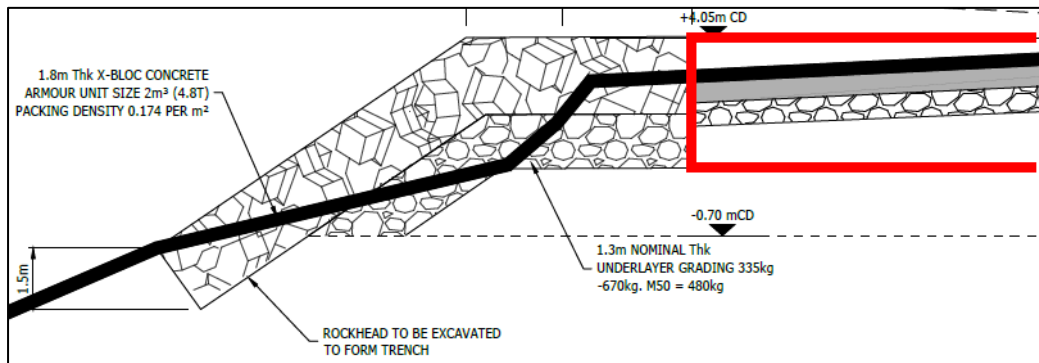 +4.05m CD
1.8m Thk X-BLOC CONCRETE
ARMOUR UNIT SIZE 2m³ (4.8T)
PACKING DENSITY 0.174 PER m²
-0.70 mCD
1.3m NOMINAL Thk
UNDERLAYER GRADING 335kg
-670kg. M50 = 480kg
1.5m
ROCKHEAD TO BE EXCAVATED
TO FORM TRENCH